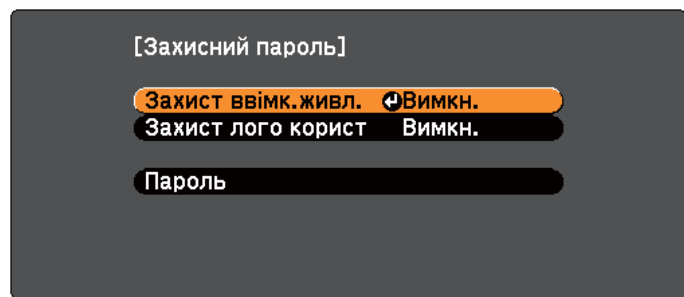 [Захисний пароль]
Захист ввімк.живл. Вимкн.
Захист лого корист Вимкн.
Пароль